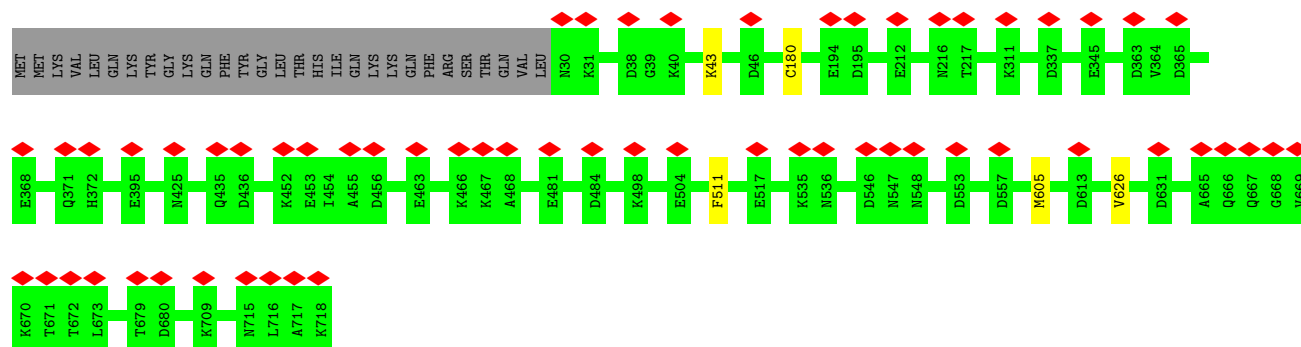 MET MET LYS VAL LEU GLN LYS TYR GLY LYS GLN PHE TYR GLY LEU THR HIS ILE GLN LYS LYS GLN PHE ARG SER THR GLN VAL LEU N30 K31 D38 G39 K40 K43 D46 C180 E194 D195 E212 N216 T217 K311 D337 E345 D363 V364 D365
E368 Q371 H372 E395 N425 Q435 D436 K452 E453 I454 A455 D456 E463 K466 K467 A468 E481 D484 K498 E504 F511 E517 K535 N536 D546 N547 N548 D553 D557 M605 D613 V626 D631 A665 Q666 Q667 G668 V669
K670 T671 T672 L673 T679 D680 K709 N715 L716 A717 K718